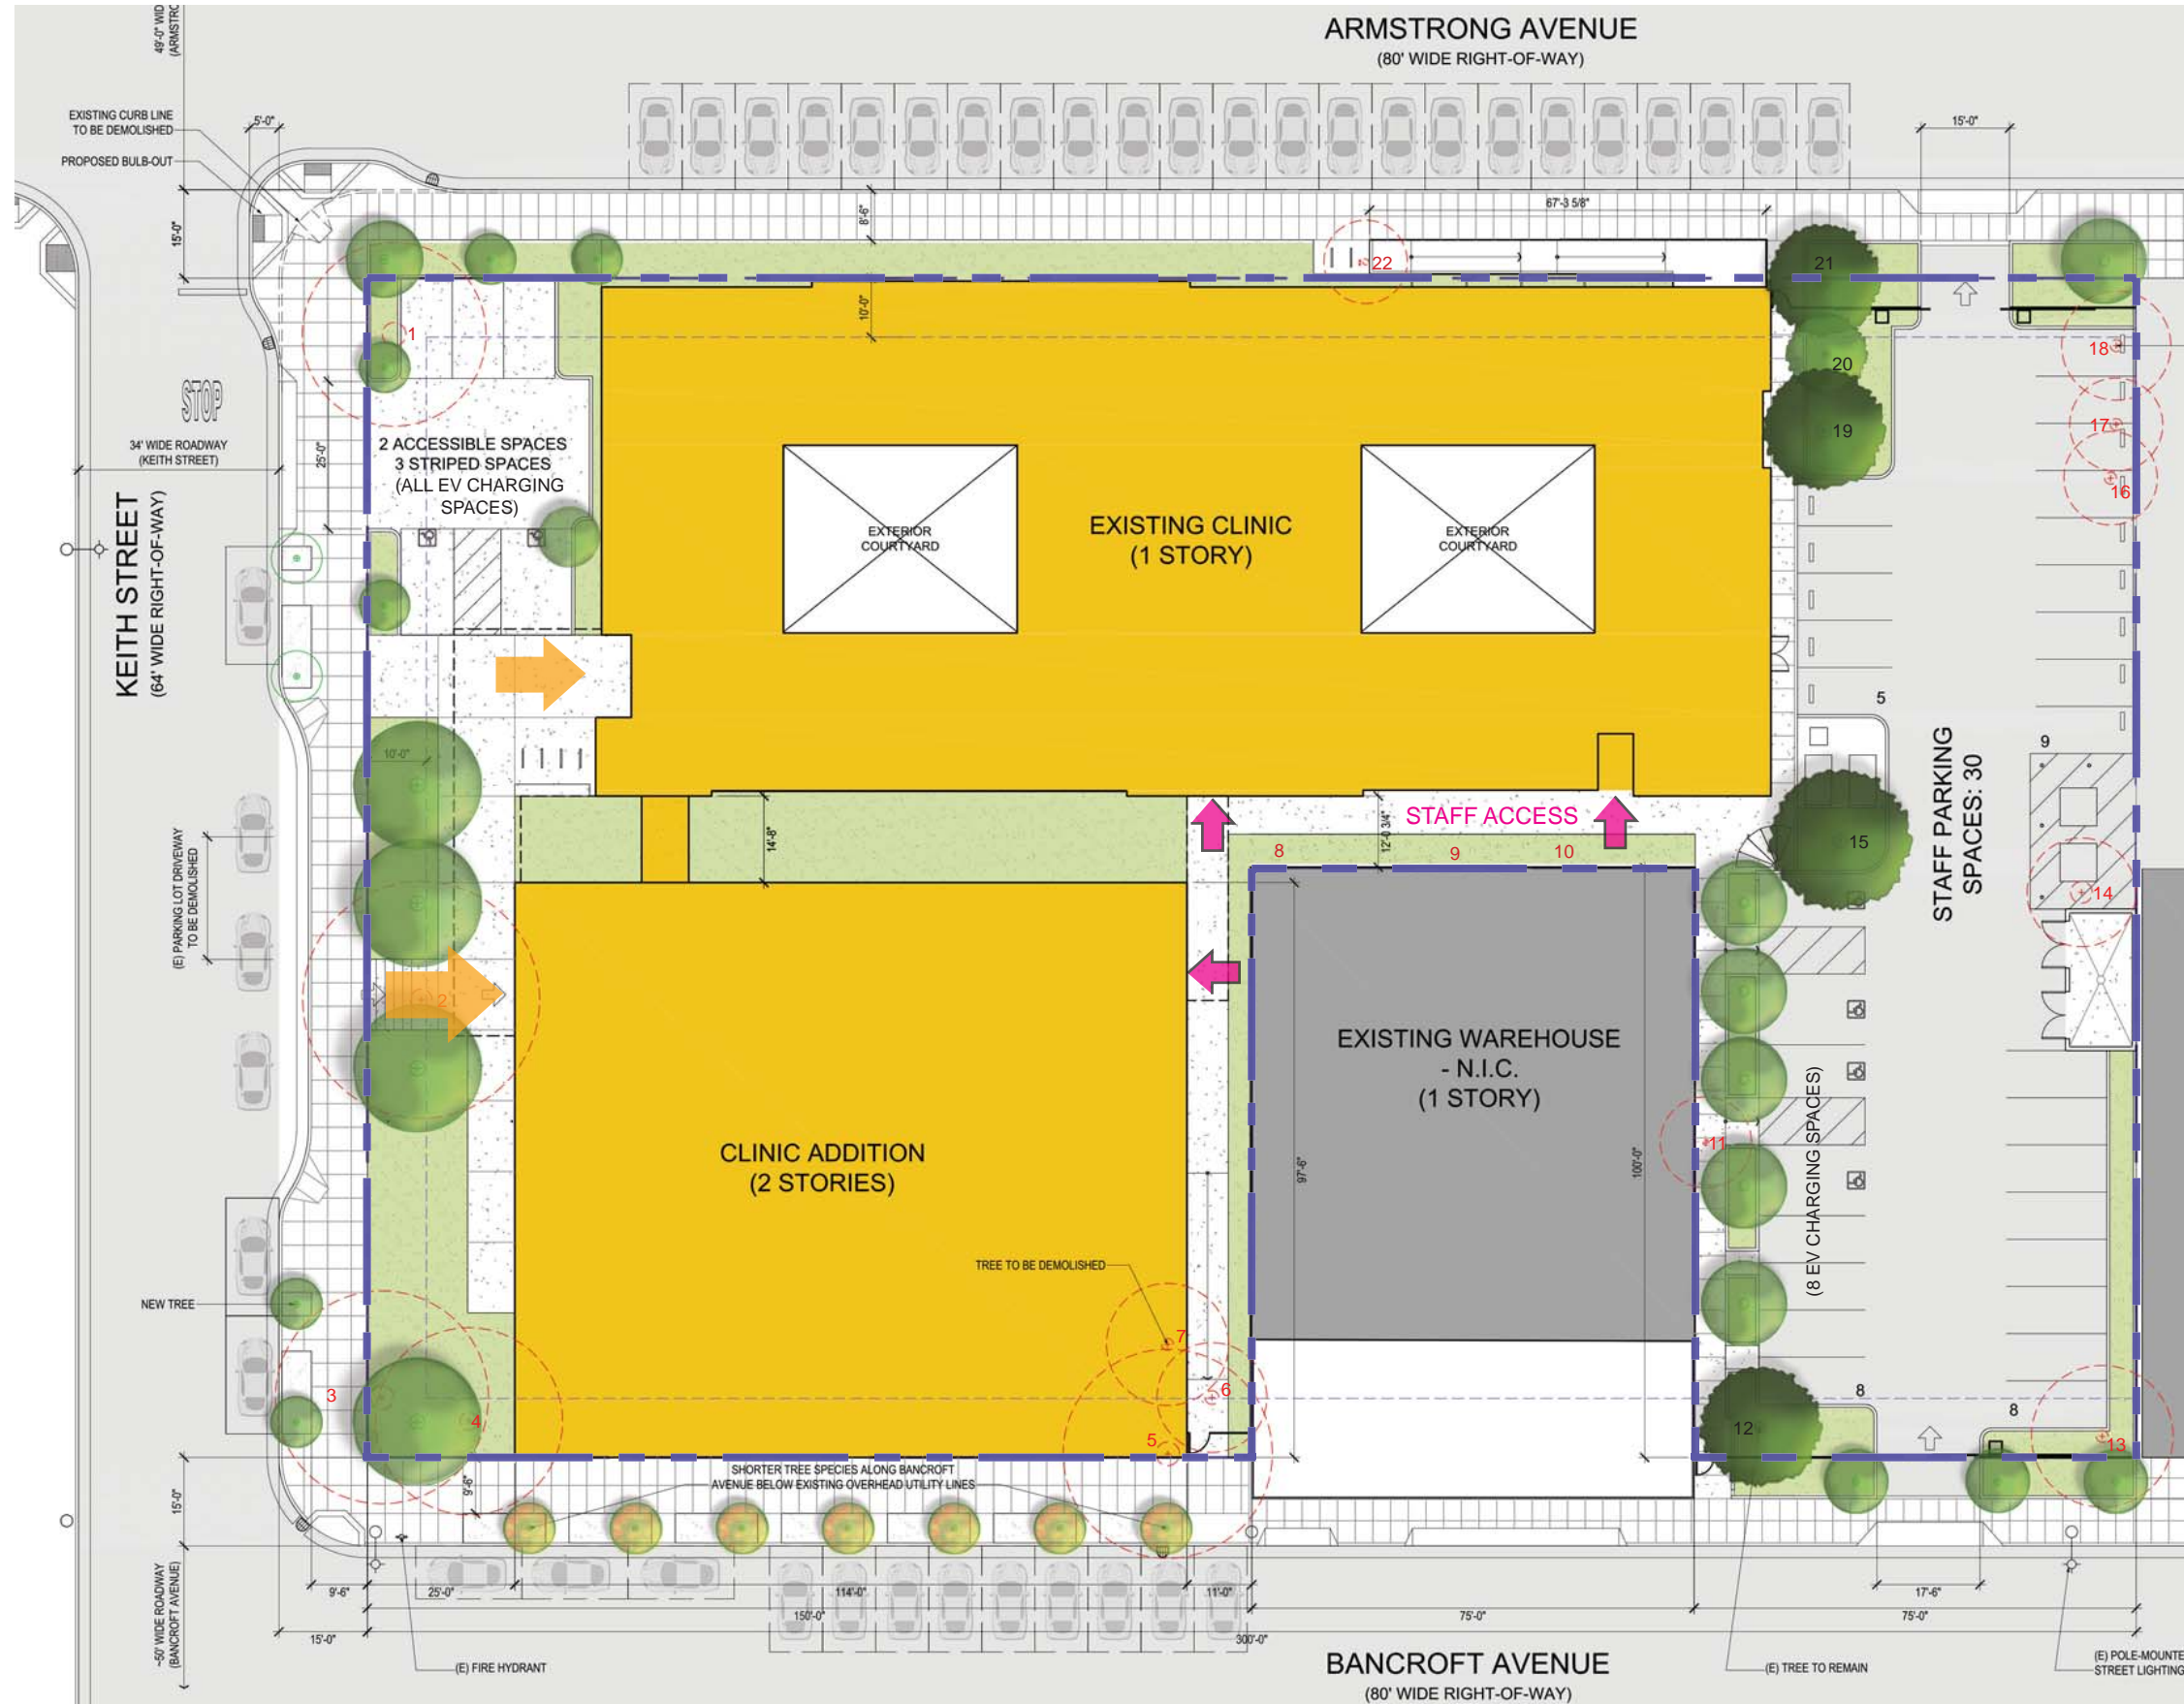 ARMSTRONG AVENUE
(80' WIDE RIGHT-OF-WAY)
EXISTING CURB LINE
TO BE DEMOLISHED
5'-0"
PROPOSED BULB-OUT
15'-0"
15'-0"
8'-6"
67'-3 5/8"
22
21
10'-0"
1
20
18
STOP
34' WIDE ROADWAY
(KEITH STREET)
25'-0"
2 ACCESSIBLE SPACES
3 STRIPED SPACES
(ALL EV CHARGING
SPACES)
19
17
16
KEITH STREET
(64' WIDE RIGHT-OF-WAY)
EXTERIOR
COURTYARD
EXISTING CLINIC
(1 STORY)
EXTERIOR
COURTYARD
5
9
STAFF PARKING
SPACES: 30
10'-0"
14'-8"
12'-0 3/4"
STAFF ACCESS
8
9
10
15
14
(E) PARKING LOT DRIVEWAY
TO BE DEMOLISHED
2
EXISTING WAREHOUSE
- N.I.C.
(1 STORY)
97'-6"
100'-0"
11
(8 EV CHARGING SPACES)
CLINIC ADDITION
(2 STORIES)
TREE TO BE DEMOLISHED
NEW TREE
7
6
3
4
5
12
8
8
13
SHORTER TREE SPECIES ALONG BANCROFT
AVENUE BELOW EXISTING OVERHEAD UTILITY LINES
9'-6"
15'-0"
~50' WIDE ROADWAY
(BANCROFT AVENUE)
9'-6"
25'-0"
114'-0"
11'-0"
17'-6"
150'-0"
75'-0"
75'-0"
15'-0"
300'-0"
(E) FIRE HYDRANT
BANCROFT AVENUE
(80' WIDE RIGHT-OF-WAY)
(E) TREE TO REMAIN
(E) POLE-MOUNTE
STREET LIGHTING